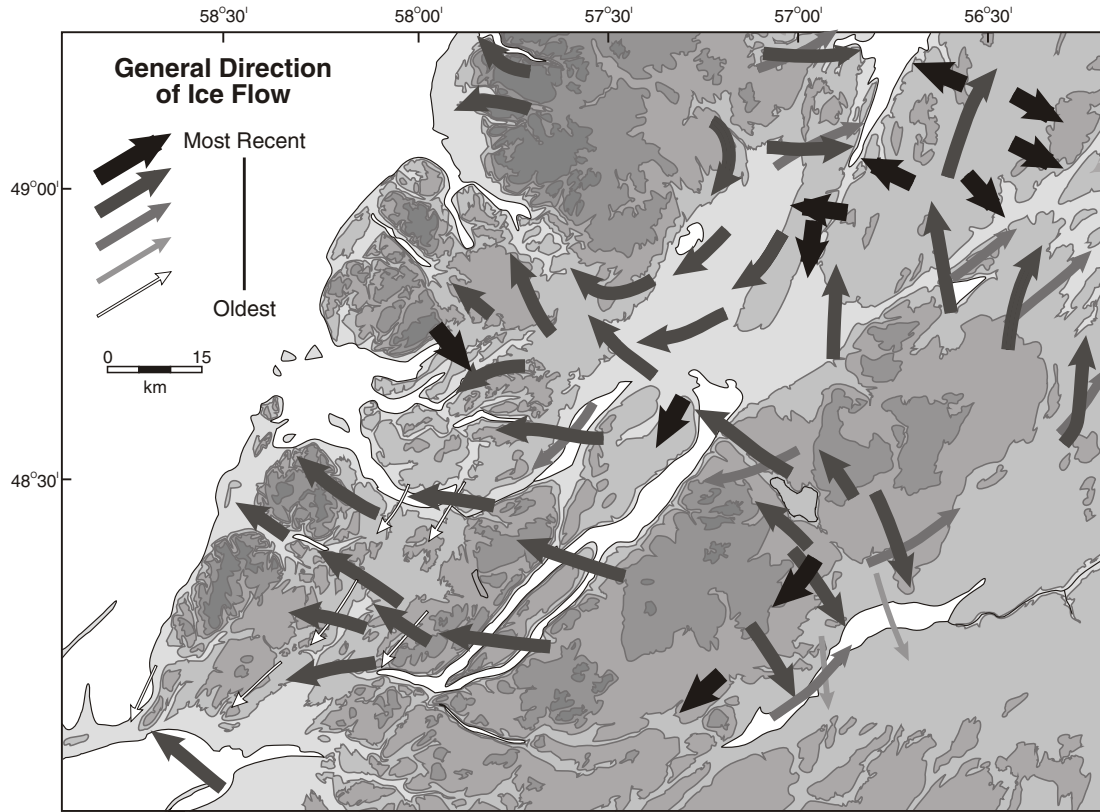 58°30' 58°00' 57°30' 57°00' 56°30'
General Direction
of Ice Flow
Most Recent
49°00'
Oldest
0 15
km
48°30'